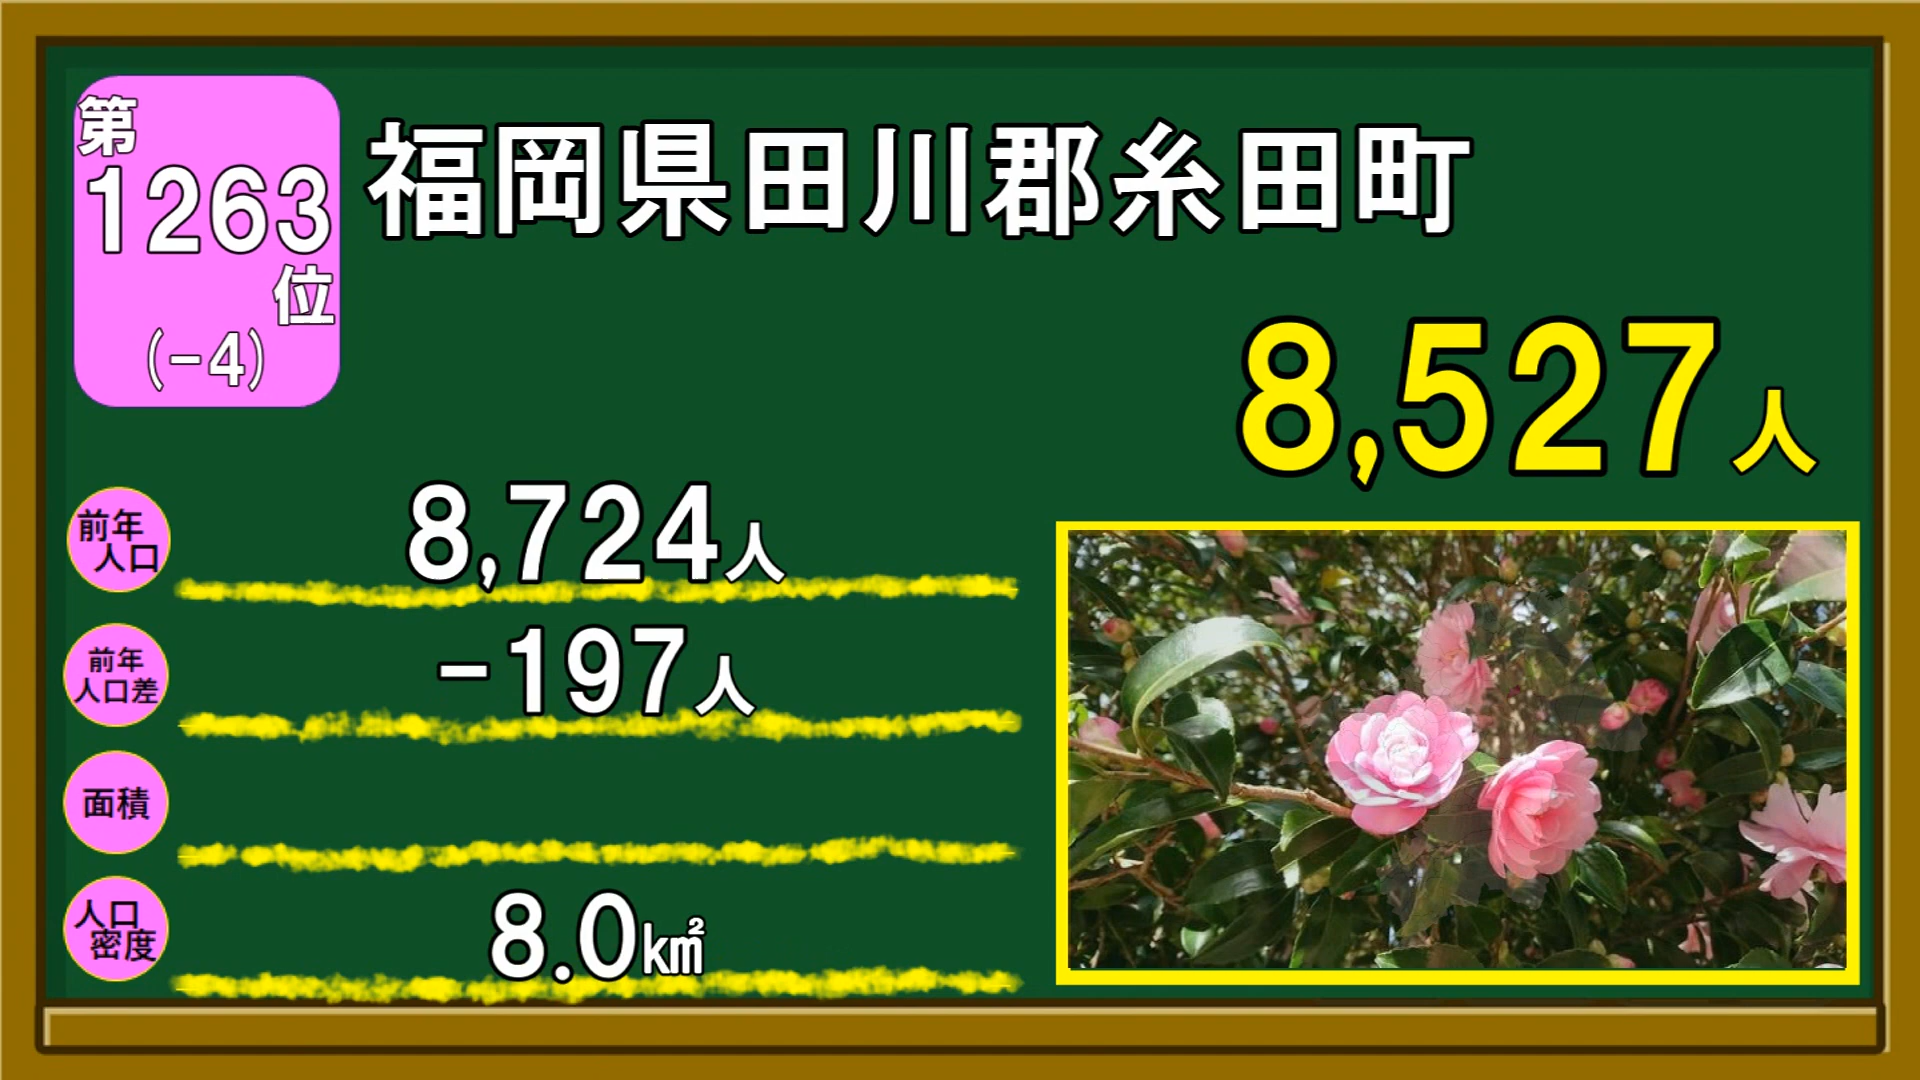 第
1263
位
(-4)
福岡県田川郡糸田町
8,527人
前年
人口
8,724人
前年
人口差
-197人
面積
人口
密度
8.0㎢